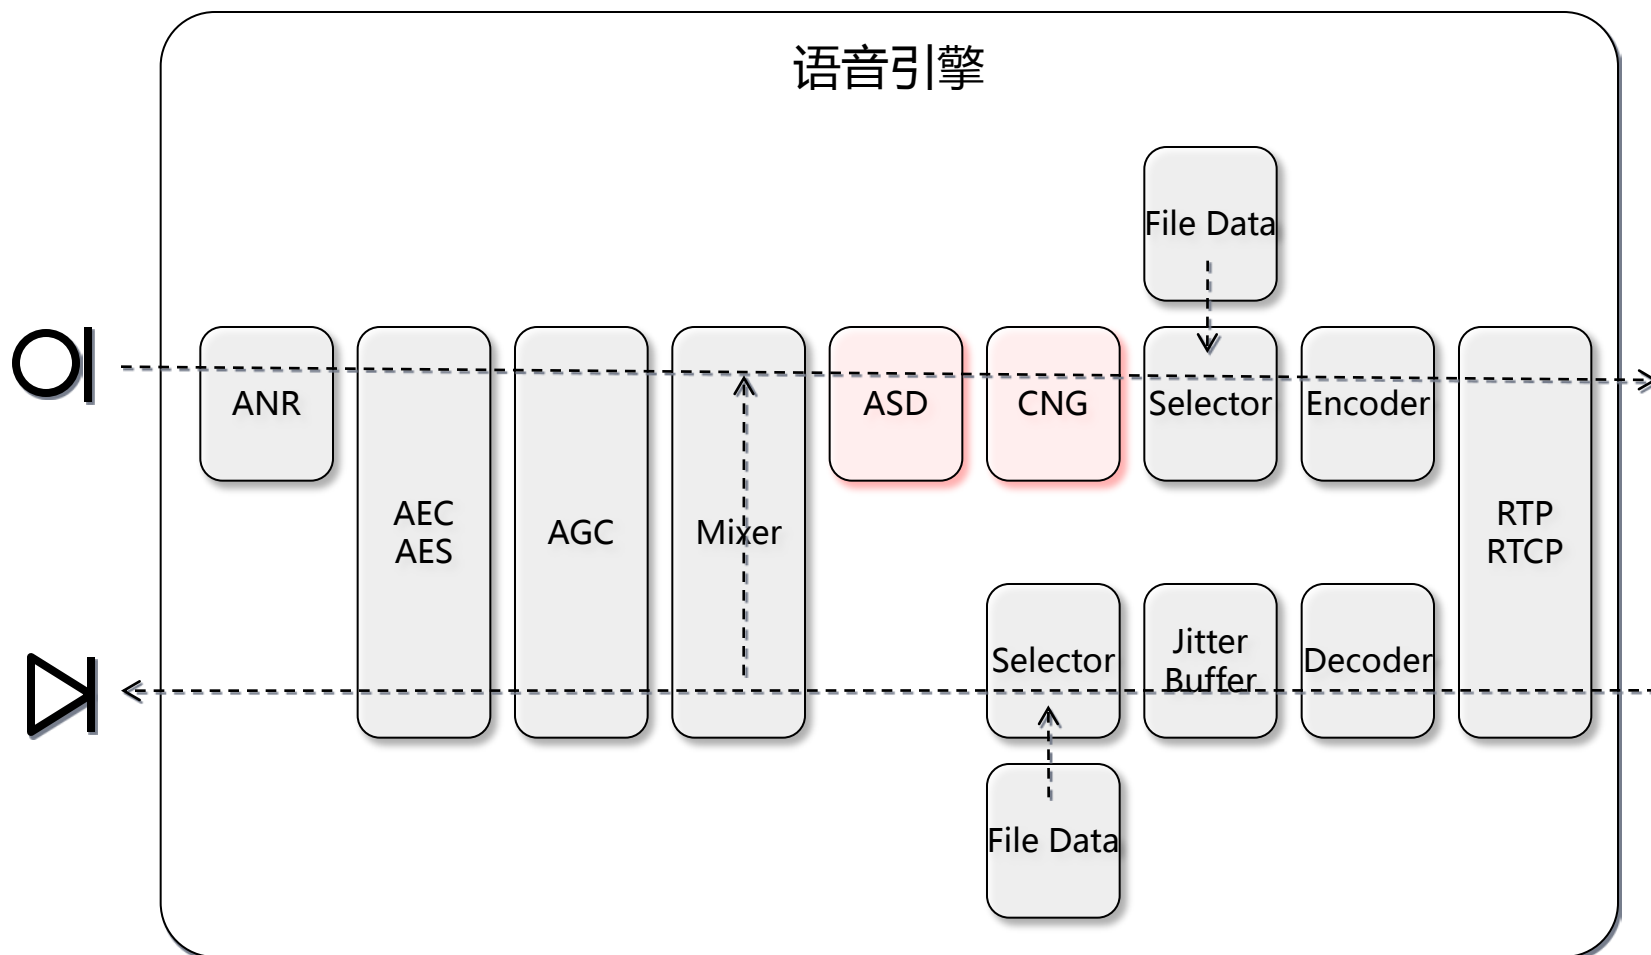 语音引擎
File Data
ANR
AEC
AES
AGC
Mixer
ASD
CNG
Selector
Encoder
RTP
RTCP
Selector
Jitter
Buffer
Decoder
File Data